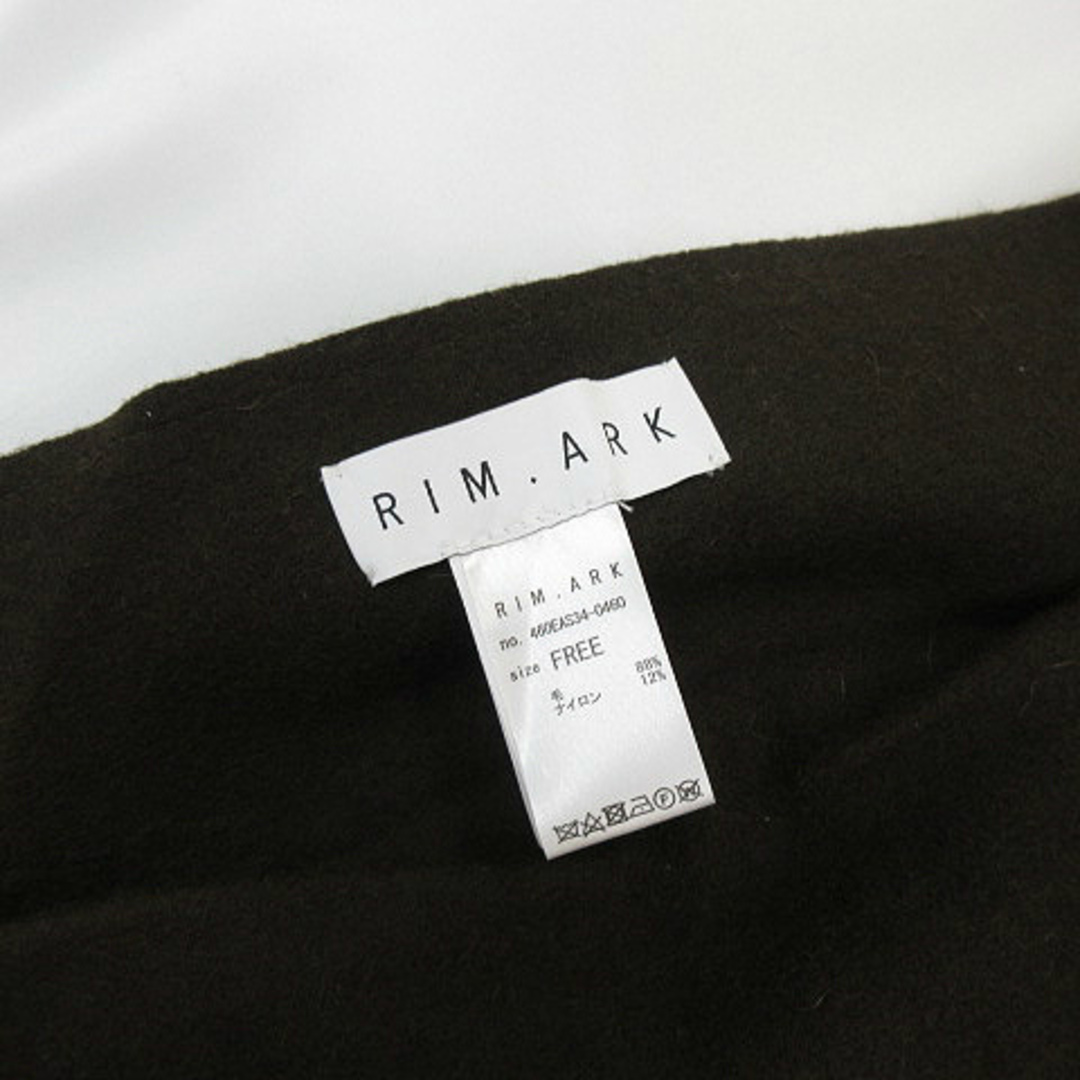 RIM.ARK
RIM.ARK
no. 460EAS34-0460
size FREE
毛 88%
ナイロン 12%